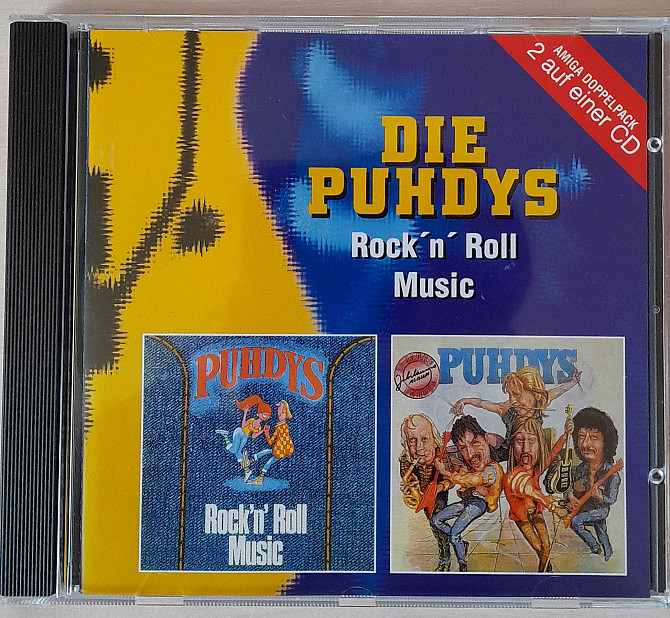 AMIGA DOPPELPACK
2 auf einer CD
DIE
PUHDYS
Rock´n´ Roll
Music
PUHDYS
Rock'n' Roll
Music
PUHDYS